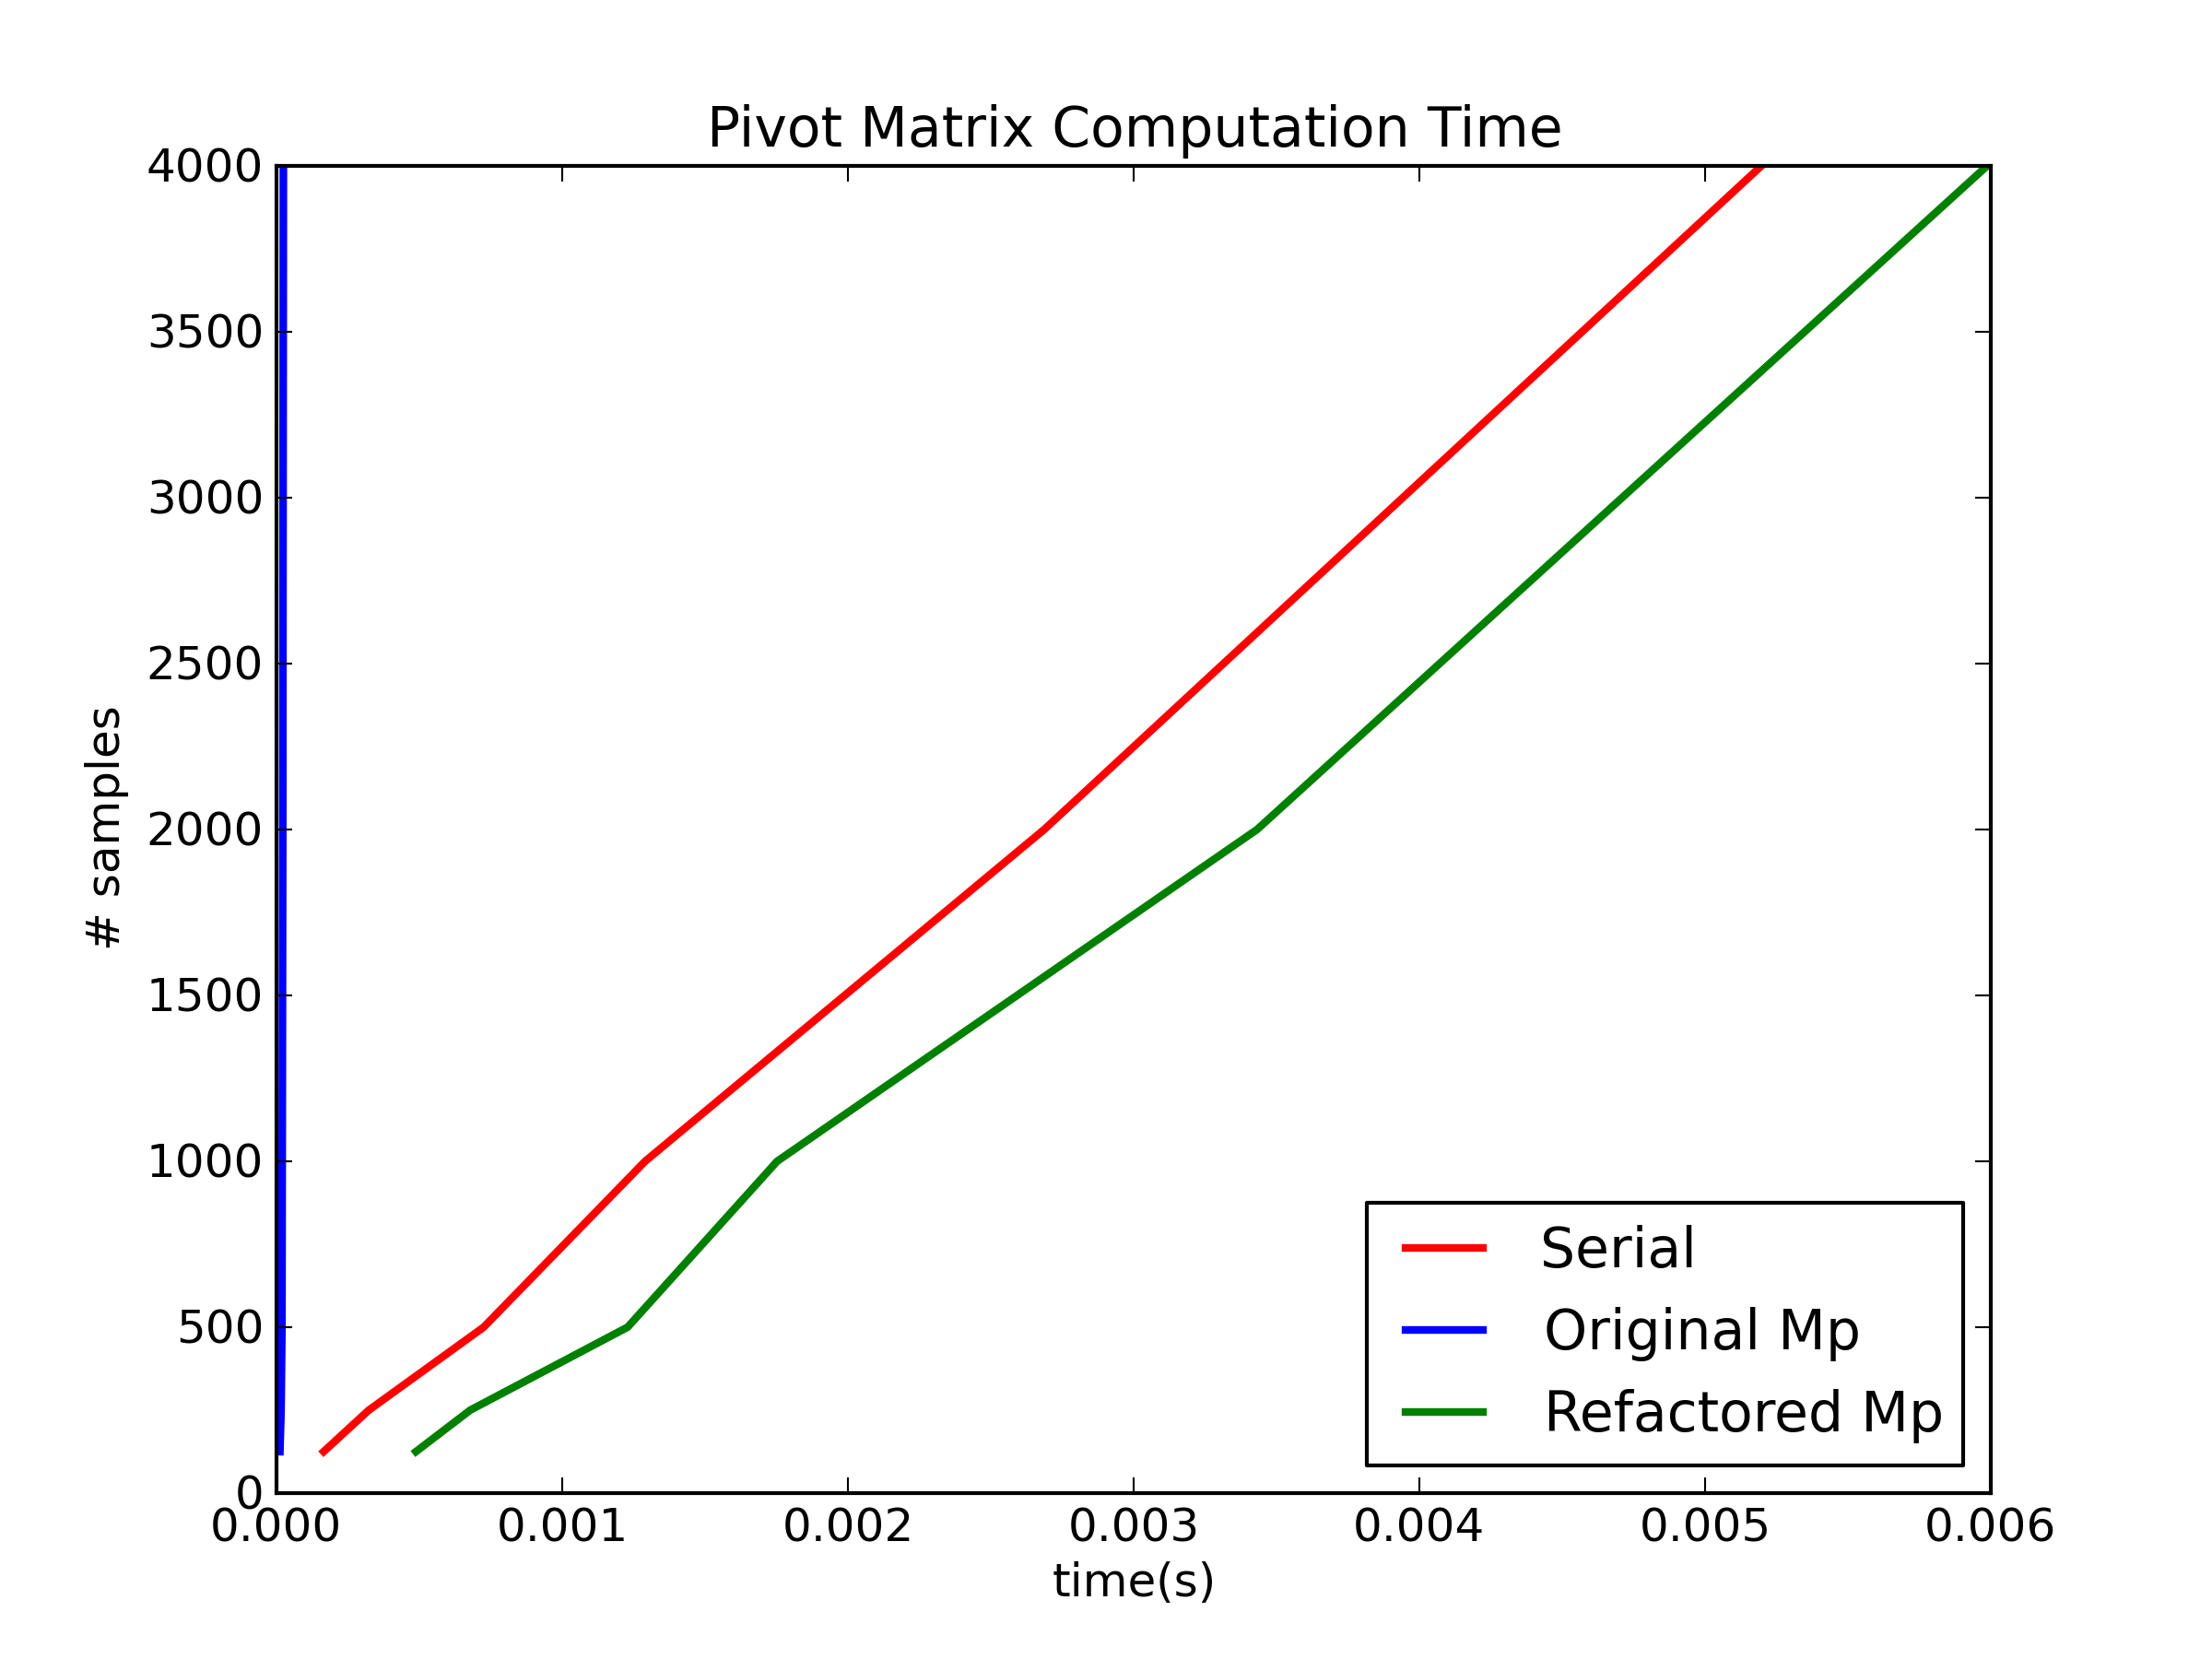 Pivot Matrix Computation Time
4000
3500
3000
2500
2000
1500
1000
500
0
# samples
0.000 0.001 0.002 0.003 0.004 0.005 0.006
time(s)
Serial
Original Mp
Refactored Mp